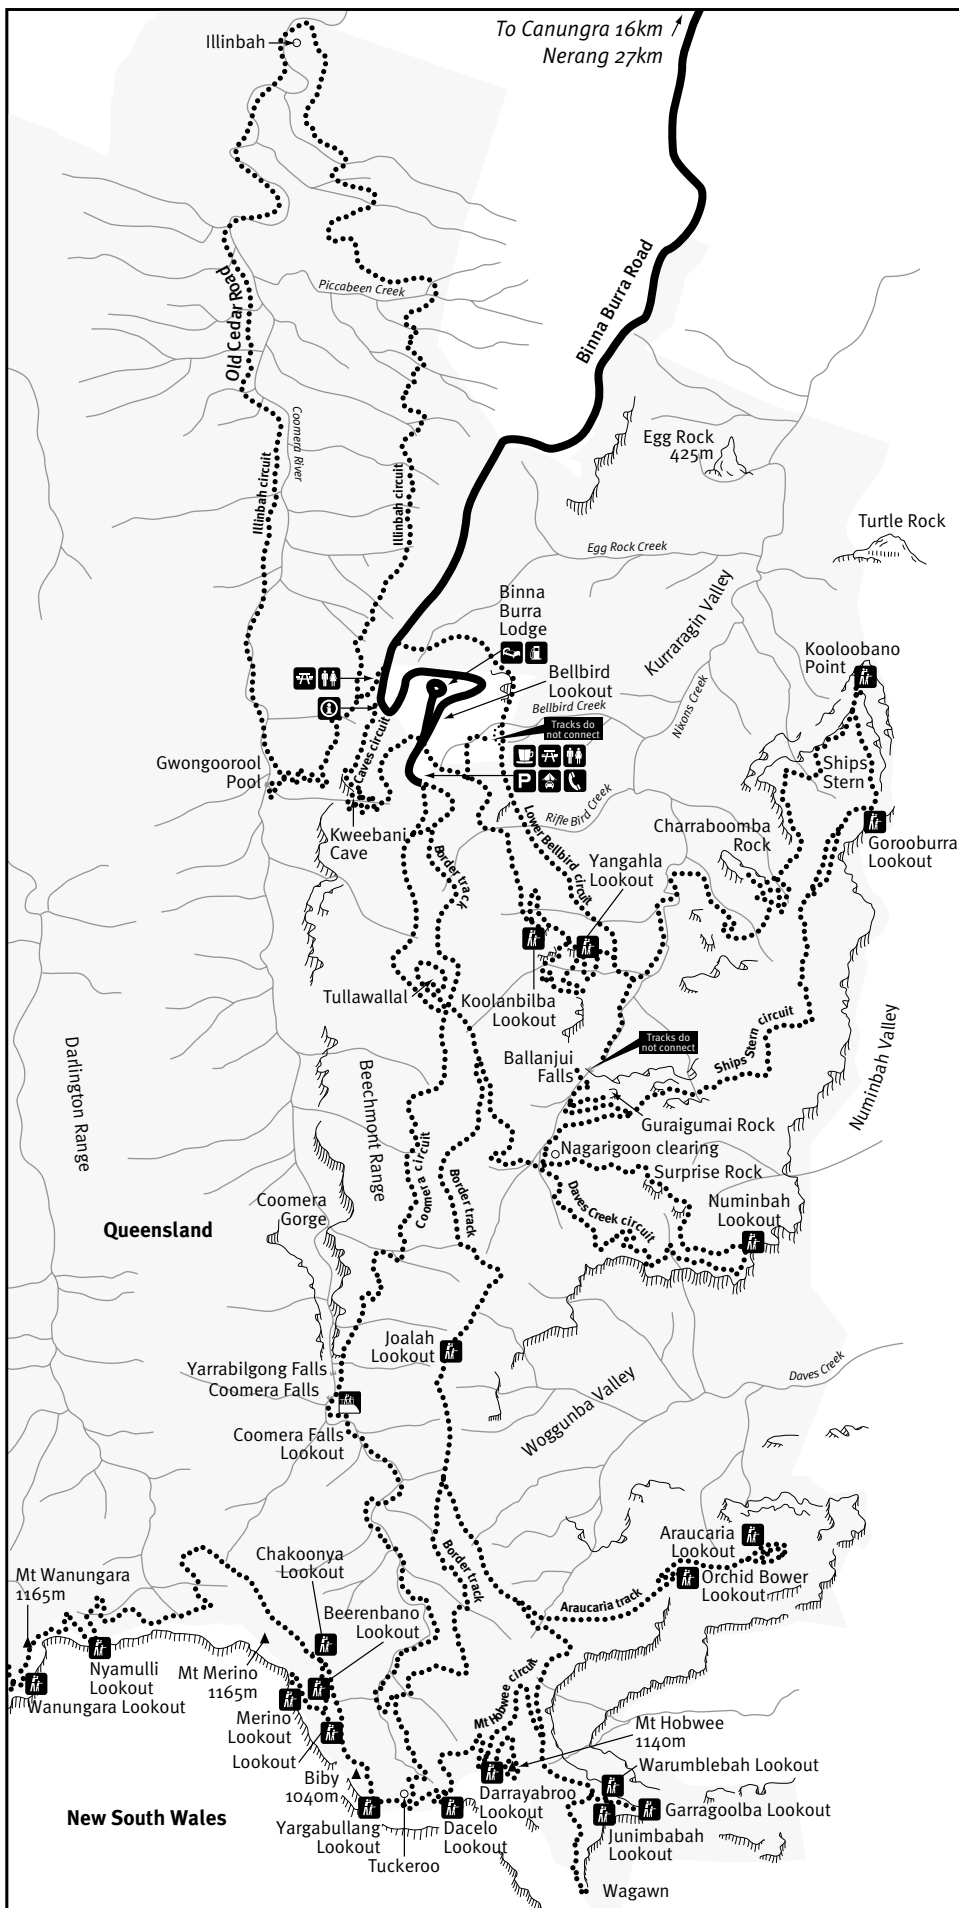 To Canungra 16km
Nerang 27km
Illinbah
Binna Burra Road
Old Cedar Road
Piccabeen Creek
Coomera River
Illinbah circuit
Illinbah circuit
Egg Rock
425m
Turtle Rock
Egg Rock Creek
Kurraragin Valley
Binna
Burra
Lodge
Bellbird
Lookout
Bellbird Creek
Tracks do
not connect
Nixons Creek
Kooloobano
Point
Ships
Stern
Gwongoorool
Pool
Caves circuit
P
Kweebani
Cave
Rifle Bird Creek
Lower Bellbird circuit
Border track
Charraboomba
Rock
Gorooburra
Lookout
Yangahla
Lookout
Tullawallal
Koolanbilba
Lookout
Ballanjui
Falls
Tracks do
not connect
Ships Stern circuit
Numinbah Valley
Darlington Range
Beechmont Range
Coomera circuit
Border track
Guraigumai Rock
Nagarigoon clearing
Surprise Rock
Daves Creek circuit
Numinbah
Lookout
Coomera
Gorge
Queensland
Joalah
Lookout
Yarrabilgong Falls
Coomera Falls
Coomera Falls
Lookout
Woggunba Valley
Daves Creek
Araucaria
Lookout
Orchid Bower
Lookout
Araucaria track
Border track
Chakoonya
Lookout
Mt Wanungara
1165m
Beerenbano
Lookout
Nyamulli
Lookout
Wanungara Lookout
Mt Merino
1165m
Merino
Lookout
Lookout
Mt Hobwee circuit
Mt Hobwee
1140m
Warumblebah Lookout
Biby
1040m
Darrayabroo
Lookout
Garragoolba Lookout
New South Wales
Yargabullang
Lookout
Dacelo
Lookout
Junimbabah
Lookout
Tuckeroo
Wagawn